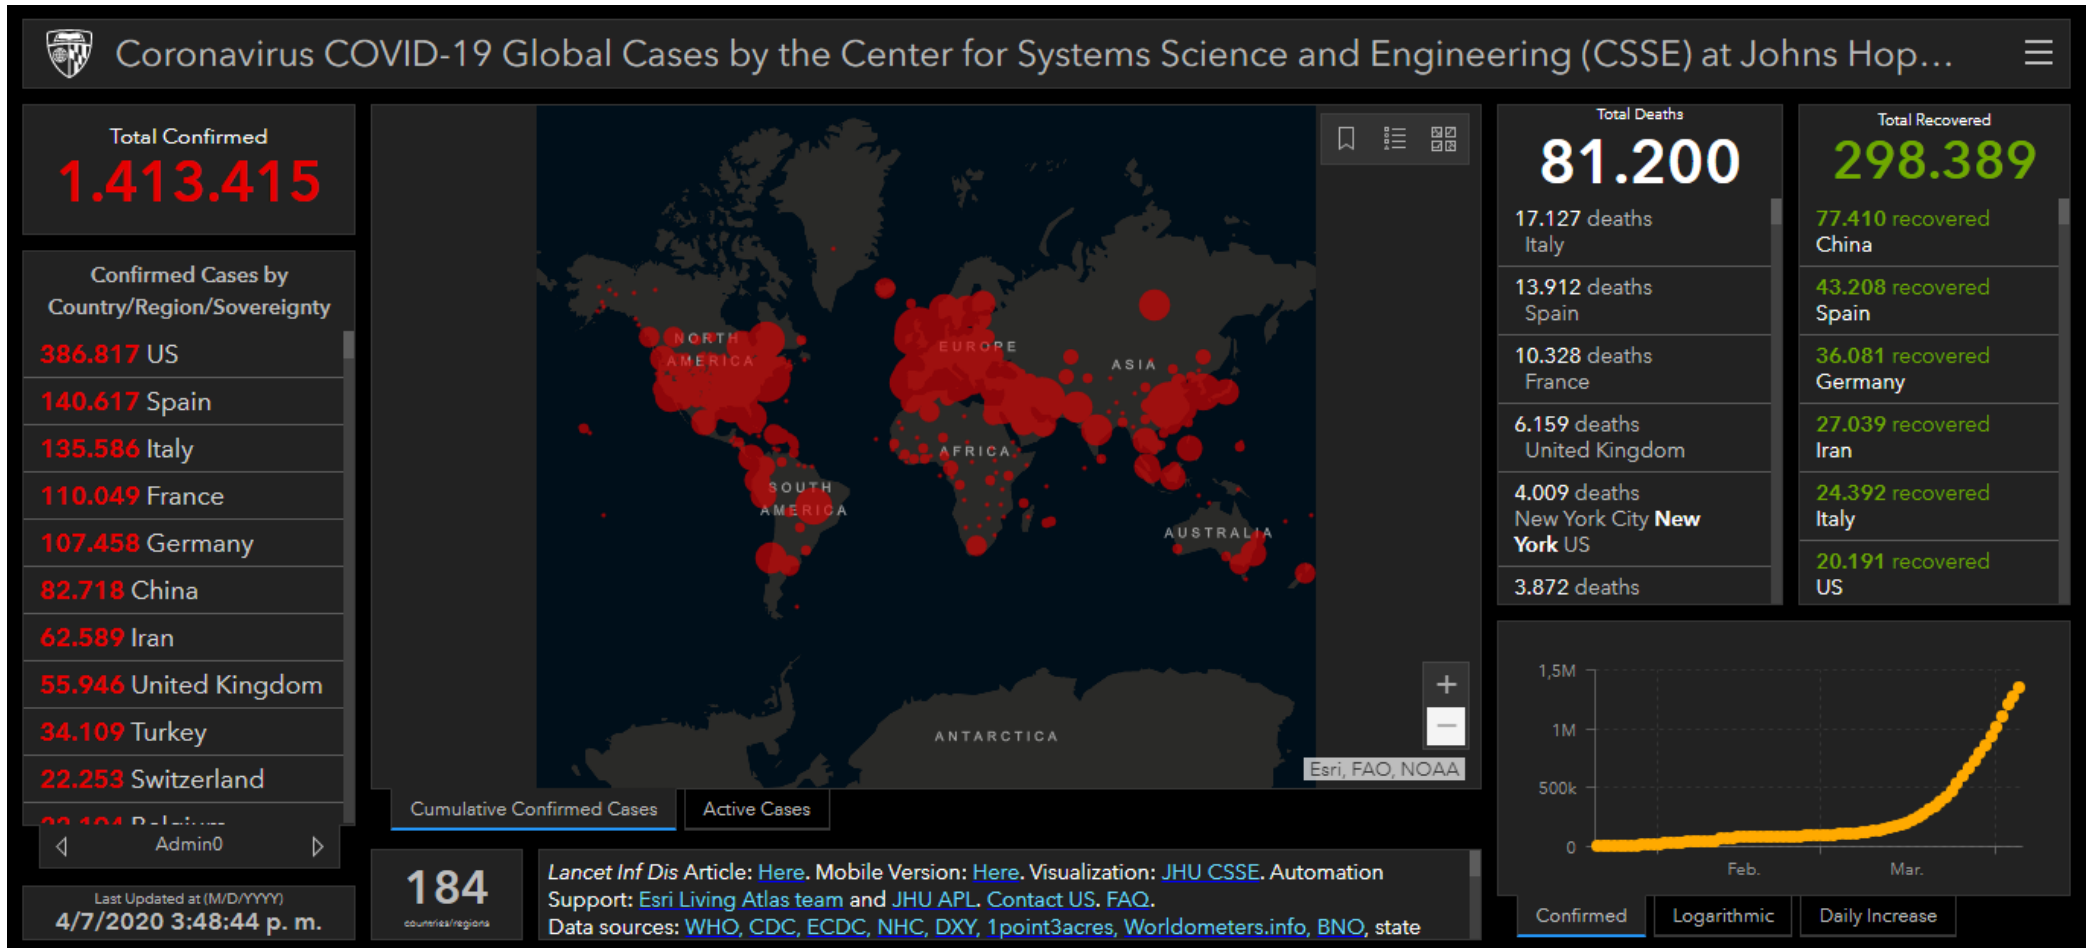 Coronavirus COVID-19 Global Cases by the Center for Systems Science and Engineering (CSSE) at Johns Hop...
Total Confirmed
1.413.415
Confirmed Cases by
Country/Region/Sovereignty
386.817 US
140.617 Spain
135.586 Italy
110.049 France
107.458 Germany
82.718 China
62.589 Iran
55.946 United Kingdom
34.109 Turkey
22.253 Switzerland
Belgium
Admin0
Last Updated at (M/D/YYYY)
4/7/2020 3:48:44 p. m.
NORTH
AMERICA
SOUTH
AMERICA
EUROPE
AFRICA
ASIA
AUSTRALIA
ANTARCTICA
Esri, FAO, NOAA
Cumulative Confirmed Cases
Active Cases
184
countries/regions
Lancet Inf Dis Article: Here. Mobile Version: Here. Visualization: JHU CSSE. Automation
Support: Esri Living Atlas team and JHU APL. Contact US. FAQ.
Data sources: WHO, CDC, ECDC, NHC, DXY, 1point3acres, Worldometers.info, BNO, state
Total Deaths
81.200
17.127 deaths
Italy
13.912 deaths
Spain
10.328 deaths
France
6.159 deaths
United Kingdom
4.009 deaths
New York City New
York US
3.872 deaths
Total Recovered
298.389
77.410 recovered
China
43.208 recovered
Spain
36.081 recovered
Germany
27.039 recovered
Iran
24.392 recovered
Italy
20.191 recovered
US
1,5M
1M
500k
0
Feb.
Mar.
Confirmed
Logarithmic
Daily Increase